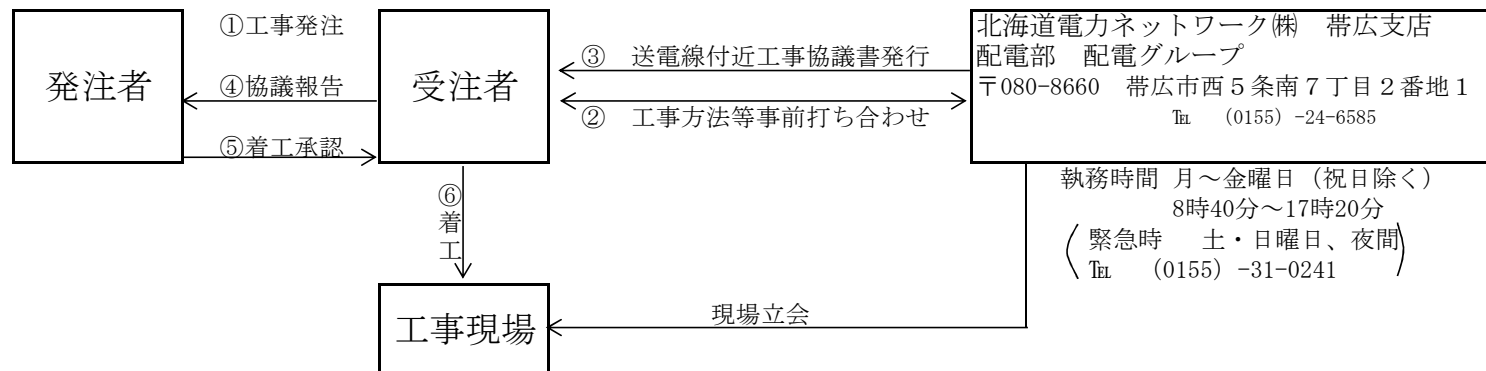 ①工事発注
発注者
④協議報告
⑤着工承認
受注者
③　送電線付近工事協議書発行
②　工事方法等事前打ち合わせ
北海道電力ネットワーク㈱　帯広支店
配電部　配電グループ
〒080-8660　帯広市西５条南７丁目２番地１
℡　（0155）-24-6585
執務時間 月～金曜日（祝日除く）
8時40分～17時20分
緊急時　土・日曜日、夜間
℡　（0155）-31-0241
⑥
着
工
工事現場
現場立会